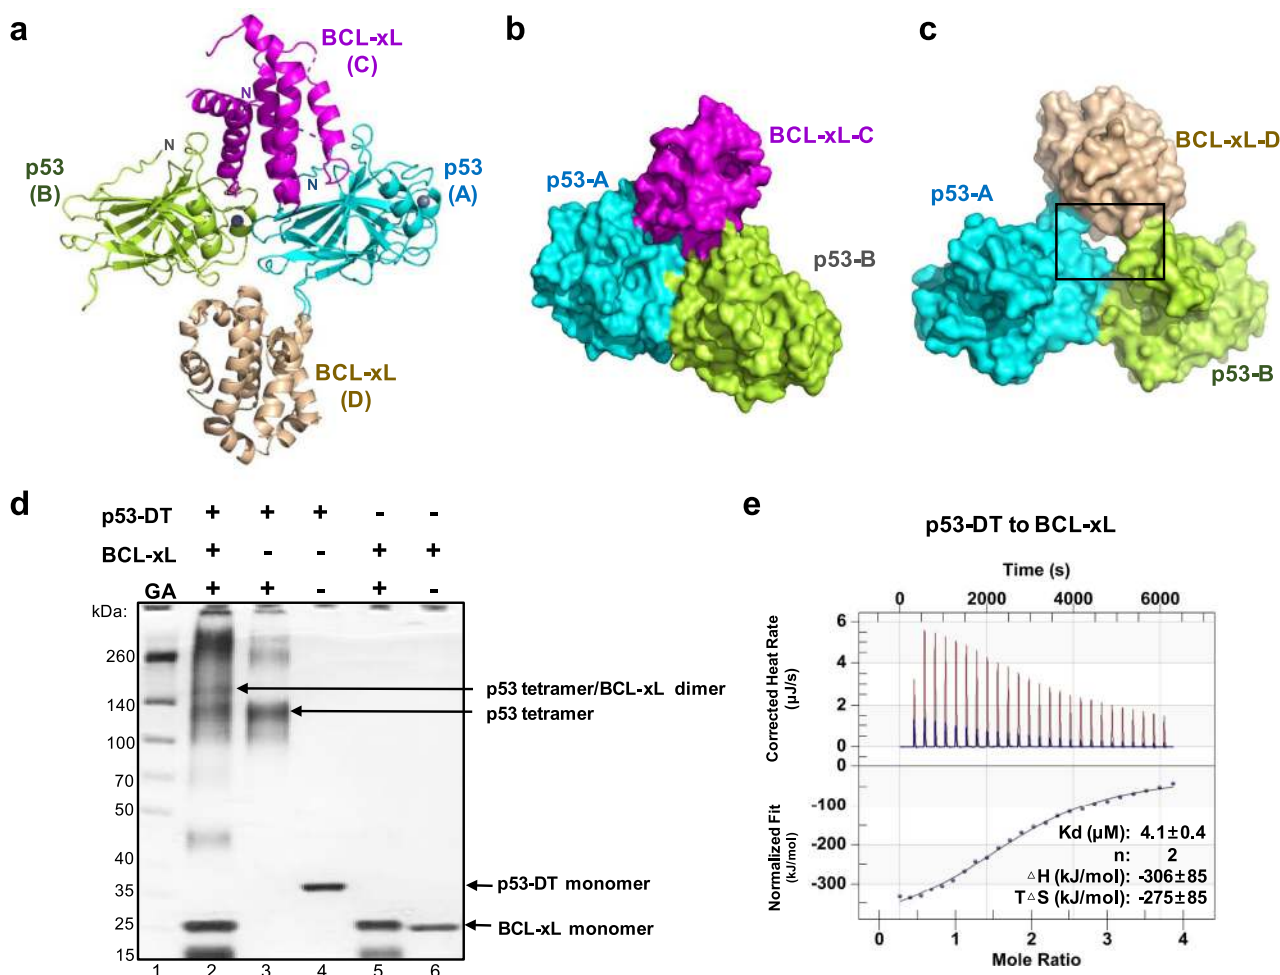 a
BCL-xL
(C)
N
N
p53
(B)
N
p53
(A)
BCL-xL
(D)
b
BCL-xL-C
p53-A
p53-B
c
BCL-xL-D
p53-A
p53-B
d
p53-DT + + + - -
BCL-xL + - - + +
GA + + - + -
kDa:
260
140
100
70
50
40
35
25
15
p53 tetramer/BCL-xL dimer
p53 tetramer
p53-DT monomer
BCL-xL monomer
1 2 3 4 5 6
e
p53-DT to BCL-xL
Time (s)
0 2000 4000 6000
Corrected Heat Rate
(μJ/s)
6
4
2
0
Normalized Fit
(kJ/mol)
0
-100
-200
-300
Kd (μM): 4.1±0.4
n: 2
△H (kJ/mol): -306±85
T△S (kJ/mol): -275±85
0 1 2 3 4
Mole Ratio